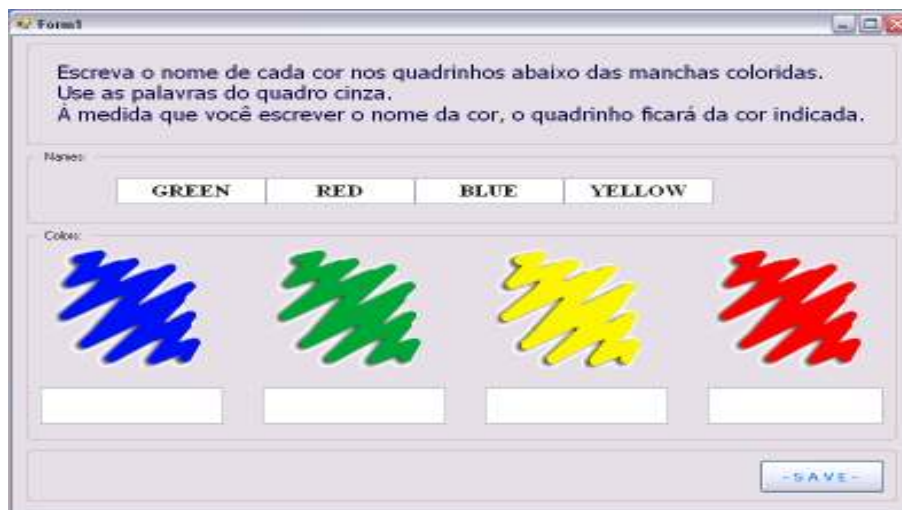 Form1
Escreva o nome de cada cor nos quadrinhos abaixo das manchas coloridas.
Use as palavras do quadro cinza.
À medida que você escrever o nome da cor, o quadrinho ficará da cor indicada.
Names:
GREEN RED BLUE YELLOW
Colors:
-SAVE-